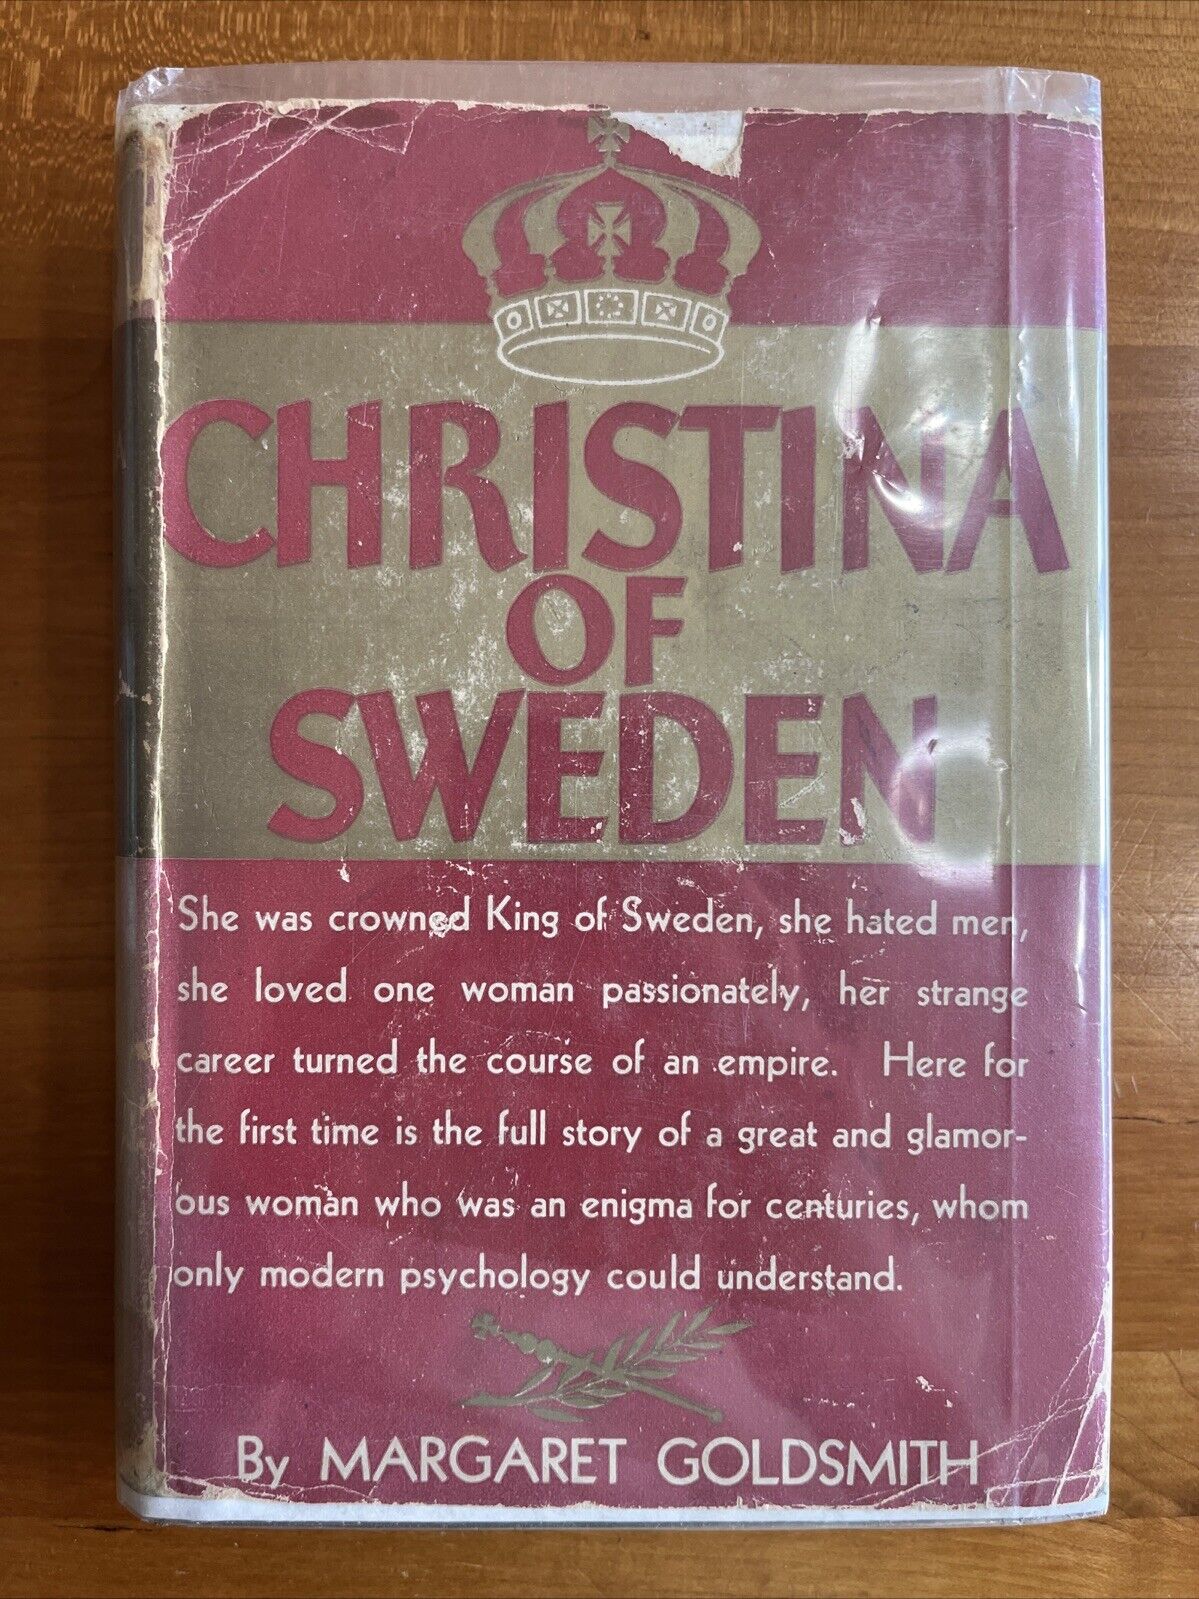 CHRISTINA
OF
SWEDEN
She was crowned King of Sweden, she hated men,
she loved one woman passionately, her strange
career turned the course of an empire. Here for
the first time is the full story of a great and glamor-
ous woman who was an enigma for centuries, whom
only modern psychology could understand.
By MARGARET GOLDSMITH